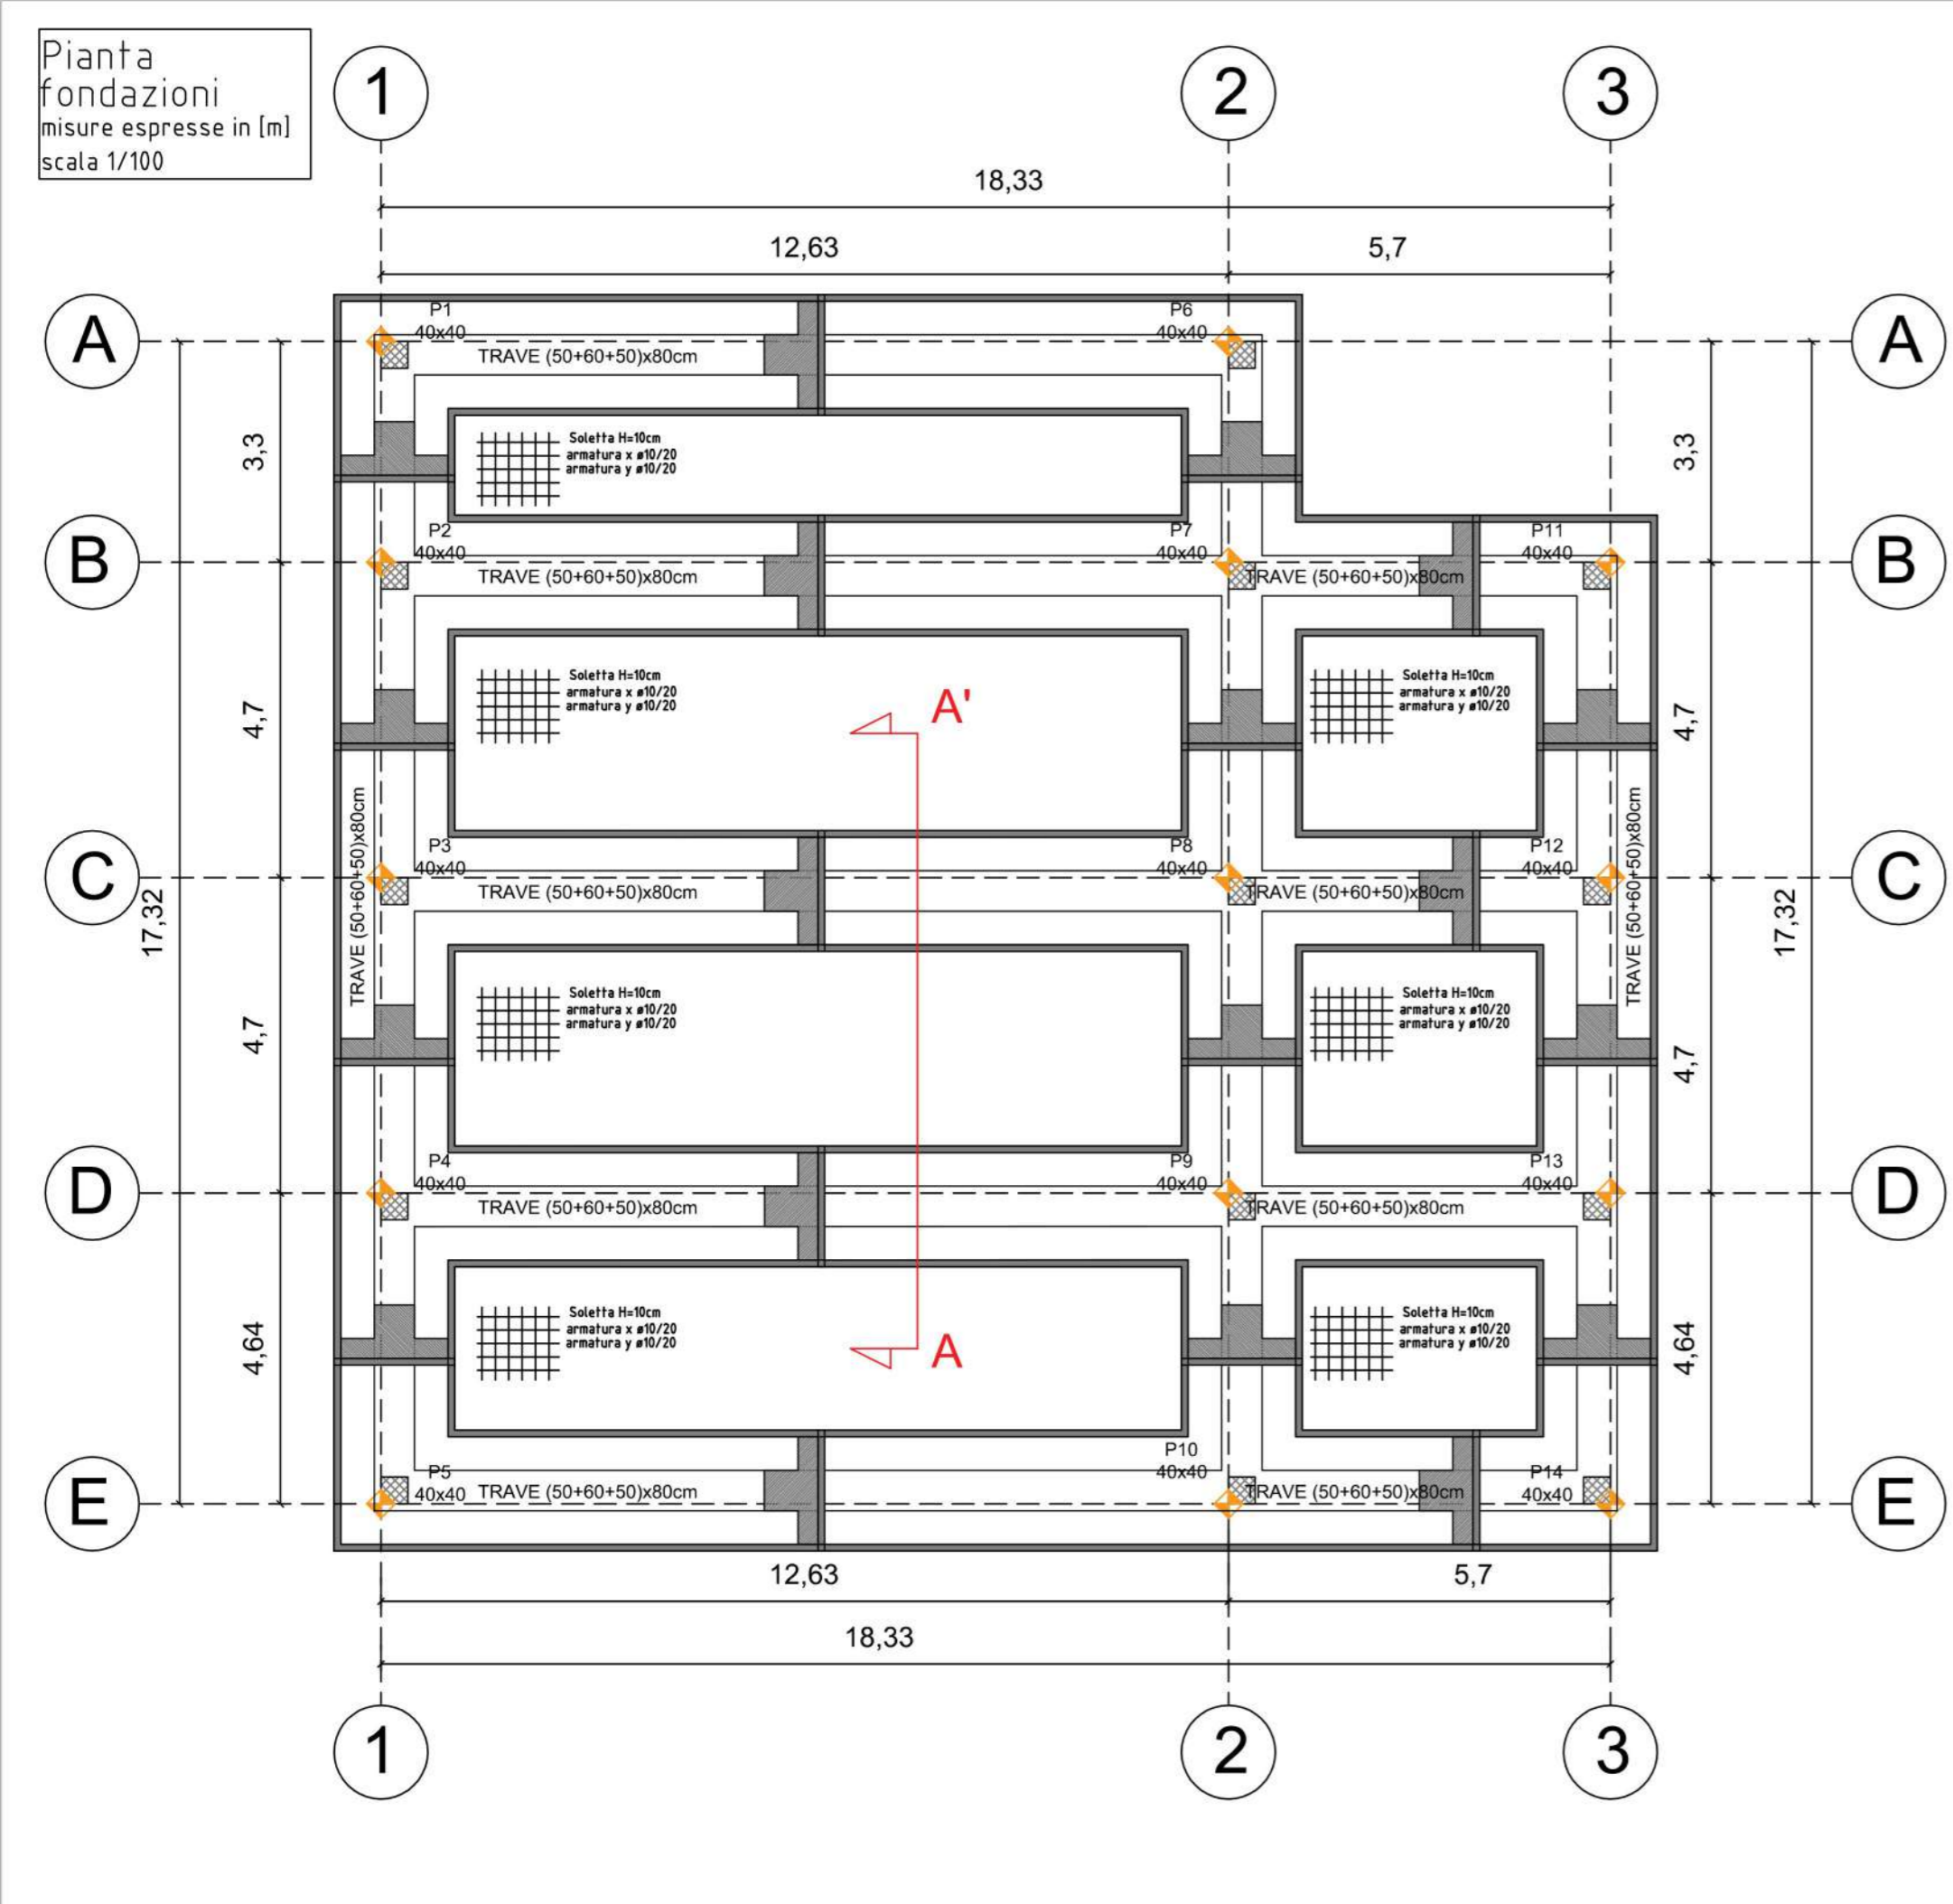 Pianta
fondazioni
misure espresse in [m]
scala 1/100
1
2
3
18,33
12,63
5,7
A
P1
40x40
P6
40x40
A
TRAVE (50+60+50)x80cm
3,3
3,3
Soletta H=10cm
armatura x ø10/20
armatura y ø10/20
B
P2
40x40
P7
40x40
P11
40x40
B
TRAVE (50+60+50)x80cm
TRAVE (50+60+50)x80cm
4,7
4,7
Soletta H=10cm
armatura x ø10/20
armatura y ø10/20
Soletta H=10cm
armatura x ø10/20
armatura y ø10/20
A'
TRAVE (50+60+50)x80cm
TRAVE (50+60+50)x80cm
C
P3
40x40
P8
40x40
P12
40x40
C
TRAVE (50+60+50)x80cm
TRAVE (50+60+50)x80cm
17,32
17,32
4,7
4,7
Soletta H=10cm
armatura x ø10/20
armatura y ø10/20
Soletta H=10cm
armatura x ø10/20
armatura y ø10/20
D
P4
40x40
P9
40x40
P13
40x40
D
TRAVE (50+60+50)x80cm
TRAVE (50+60+50)x80cm
4,64
4,64
Soletta H=10cm
armatura x ø10/20
armatura y ø10/20
Soletta H=10cm
armatura x ø10/20
armatura y ø10/20
A
E
P5
40x40
P10
40x40
P14
40x40
E
TRAVE (50+60+50)x80cm
TRAVE (50+60+50)x80cm
12,63
5,7
18,33
1
2
3